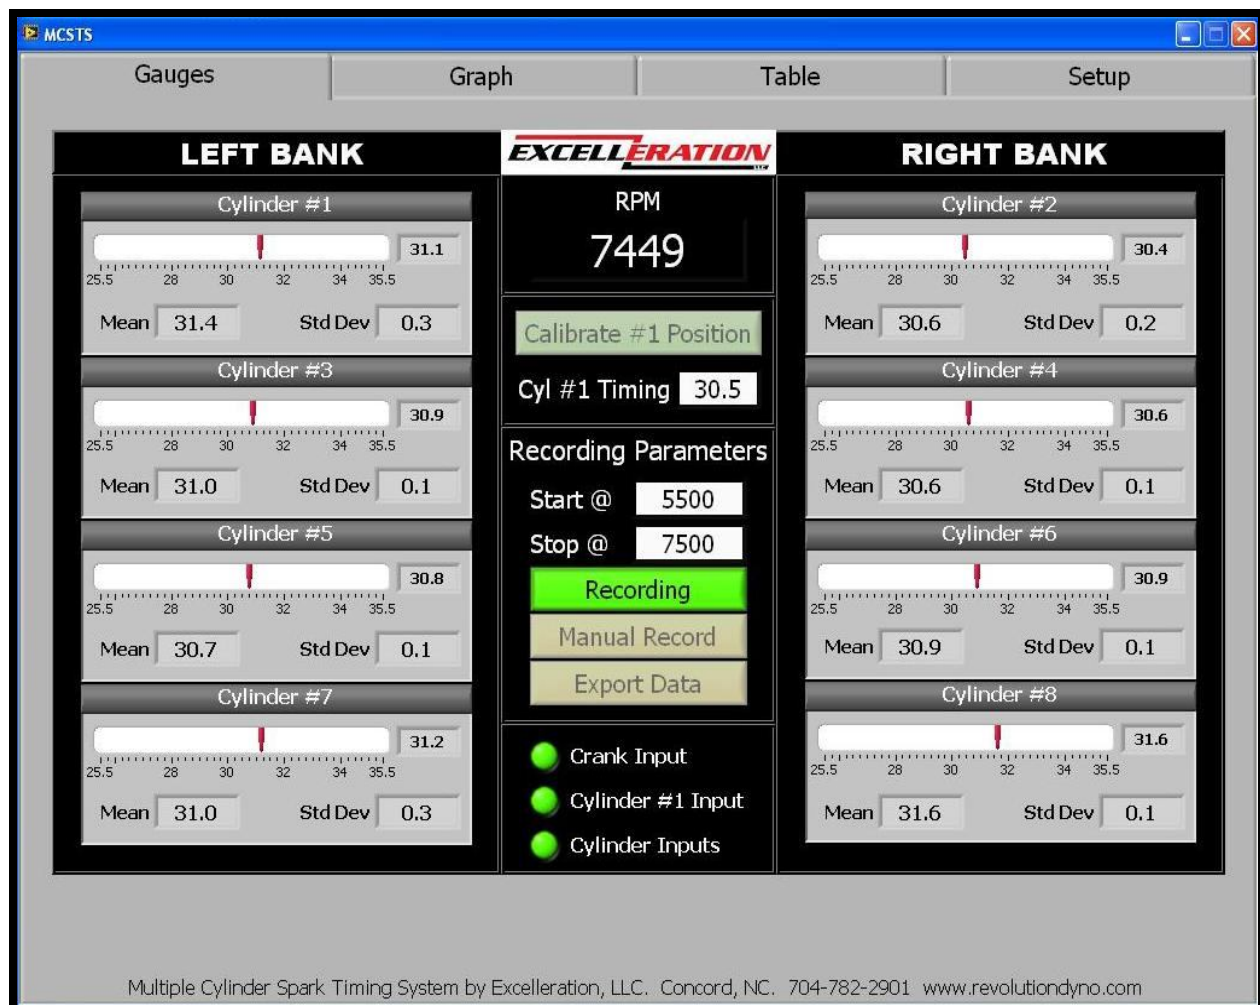 MCSTS
Gauges Graph Table Setup
LEFT BANK
Cylinder #1
31.1
25.5 28 30 32 34 35.5
Mean 31.4 Std Dev 0.3
Cylinder #3
30.9
25.5 28 30 32 34 35.5
Mean 31.0 Std Dev 0.1
Cylinder #5
30.8
25.5 28 30 32 34 35.5
Mean 30.7 Std Dev 0.1
Cylinder #7
31.2
25.5 28 30 32 34 35.5
Mean 31.0 Std Dev 0.3
EXCELLERATION
LLC
RPM
7449
Calibrate #1 Position
Cyl #1 Timing 30.5
Recording Parameters
Start @ 5500
Stop @ 7500
Recording
Manual Record
Export Data
Crank Input
Cylinder #1 Input
Cylinder Inputs
RIGHT BANK
Cylinder #2
30.4
25.5 28 30 32 34 35.5
Mean 30.6 Std Dev 0.2
Cylinder #4
30.6
25.5 28 30 32 34 35.5
Mean 30.6 Std Dev 0.1
Cylinder #6
30.9
25.5 28 30 32 34 35.5
Mean 30.9 Std Dev 0.1
Cylinder #8
31.6
25.5 28 30 32 34 35.5
Mean 31.6 Std Dev 0.1
Multiple Cylinder Spark Timing System by Excelleration, LLC. Concord, NC. 704-782-2901 www.revolutiondyno.com